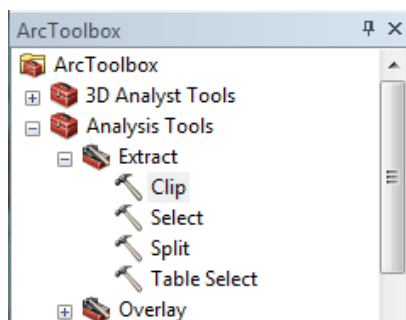 ArcToolbox
ArcToolbox
3D Analyst Tools
Analysis Tools
Extract
Clip
Select
Split
Table Select
Overlay